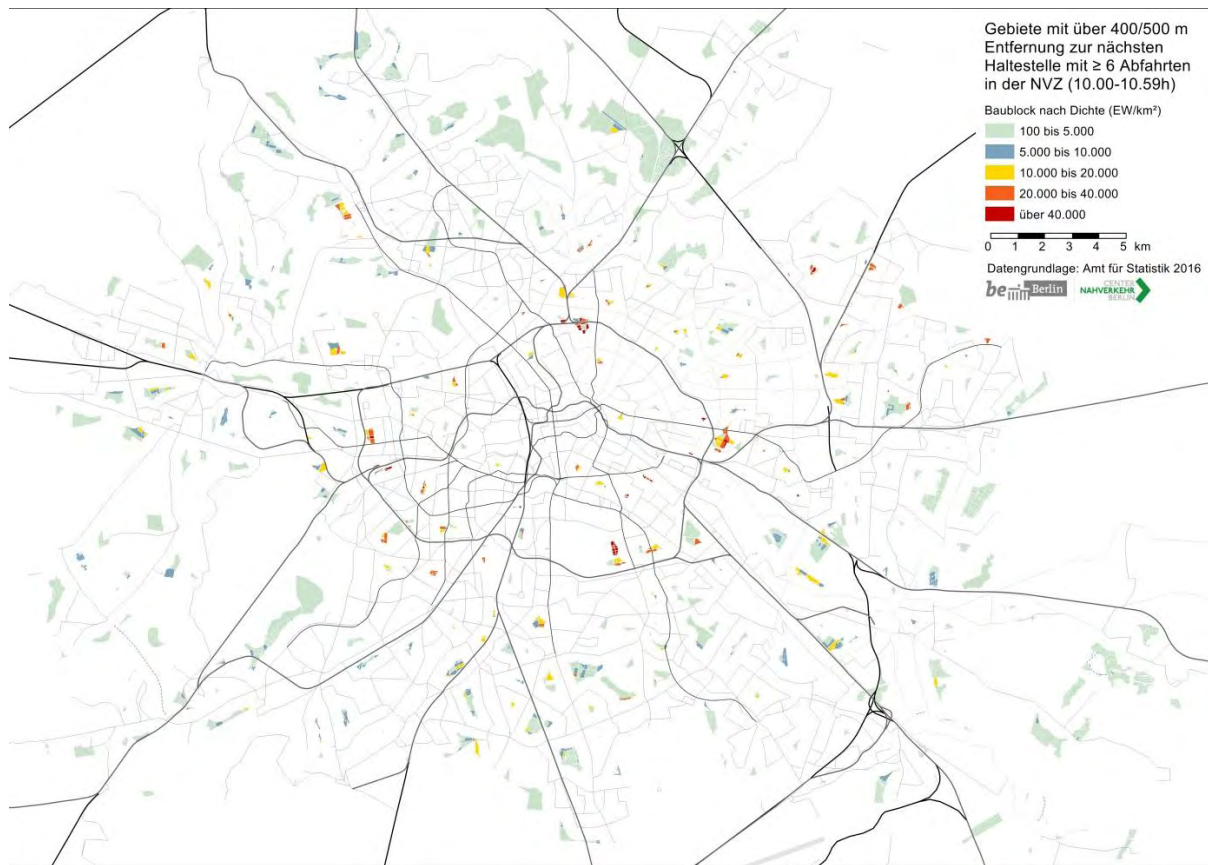 Gebiete mit über 400/500 m
Entfernung zur nächsten
Haltestelle mit ≥ 6 Abfahrten
in der NVZ (10.00-10.59h)
Baublock nach Dichte (EW/km²)
100 bis 5.000
5.000 bis 10.000
10.000 bis 20.000
20.000 bis 40.000
über 40.000
0 1 2 3 4 5 km
Datengrundlage: Amt für Statistik 2016
be Berlin
CENTER
NAHVERKEHR
BERLIN